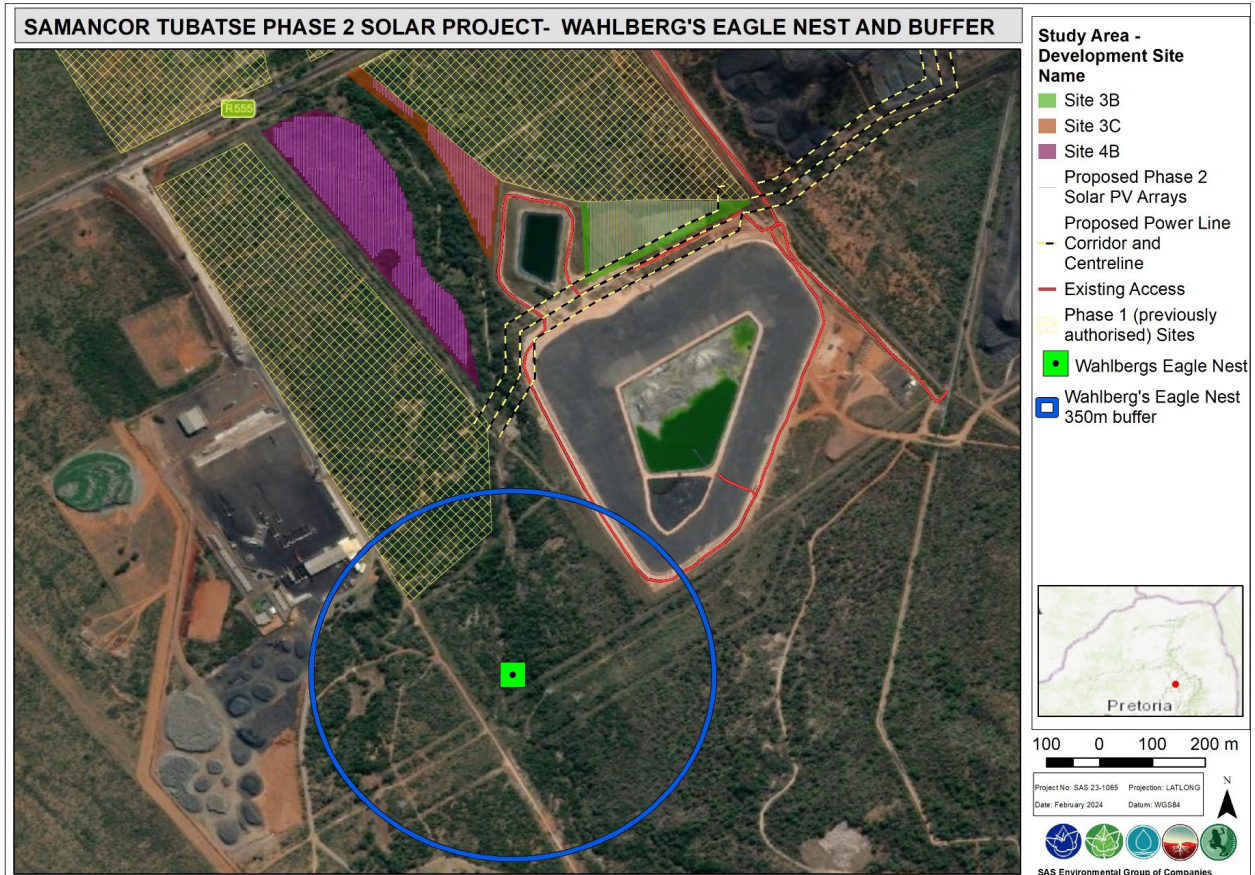 SAMANCOR TUBATSE PHASE 2 SOLAR PROJECT- WAHLBERG'S EAGLE NEST AND BUFFER
R555
Study Area -
Development Site
Name
Site 3B
Site 3C
Site 4B
Proposed Phase 2
Solar PV Arrays
Proposed Power Line
Corridor and
Centreline
Existing Access
Phase 1 (previously
authorised) Sites
Wahlbergs Eagle Nest
Wahlberg's Eagle Nest
350m buffer
Pretoria
100 0 100 200 m
Project No: SAS 23-1065 Projection: LATLONG
Date: February 2024 Datum: WGS84
N
SAS Environmental Group of Companies